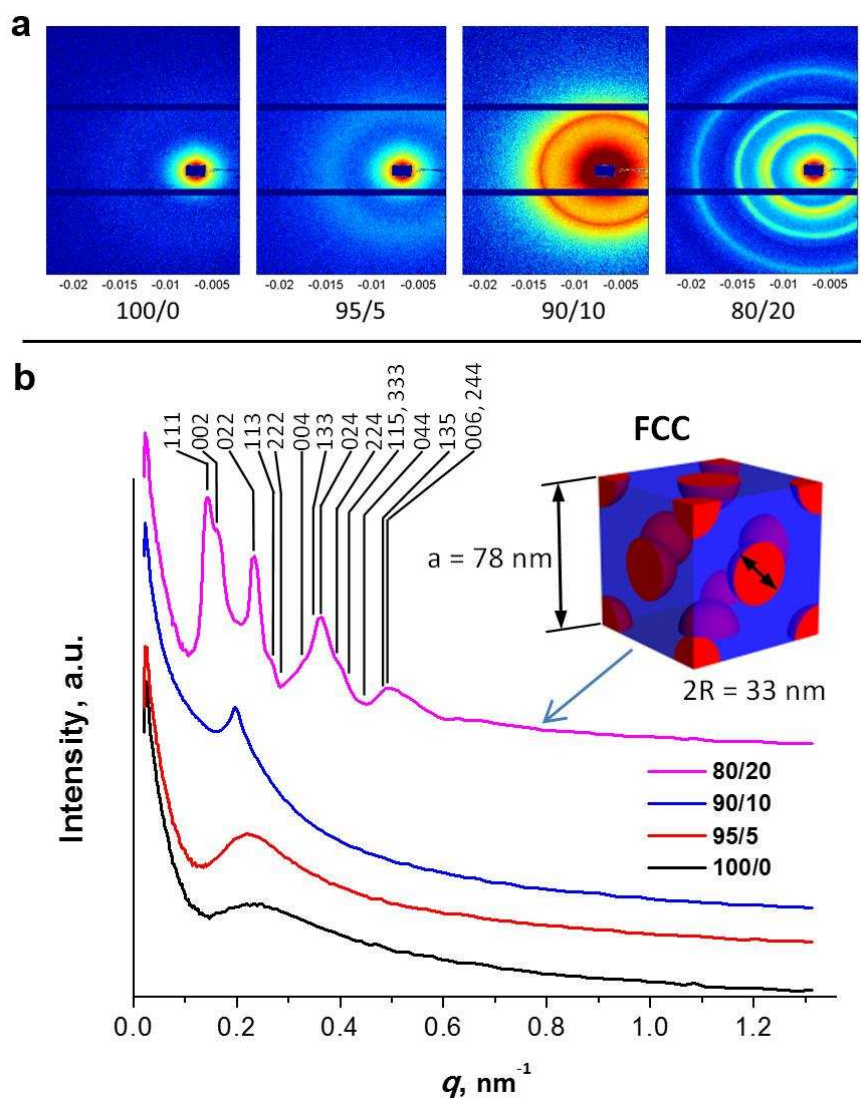 a
-0.02 -0.015 -0.01 -0.005 -0.02 -0.015 -0.01 -0.005 -0.02 -0.015 -0.01 -0.005 -0.02 -0.015 -0.01 -0.005
100/0 95/5 90/10 80/20
b
111
002
022
113
222
004
133
024
224
115, 333
044
135
006, 244
FCC
a = 78 nm
2R = 33 nm
80/20
90/10
95/5
100/0
Intensity, a.u.
0.0 0.2 0.4 0.6 0.8 1.0 1.2
q, nm⁻¹